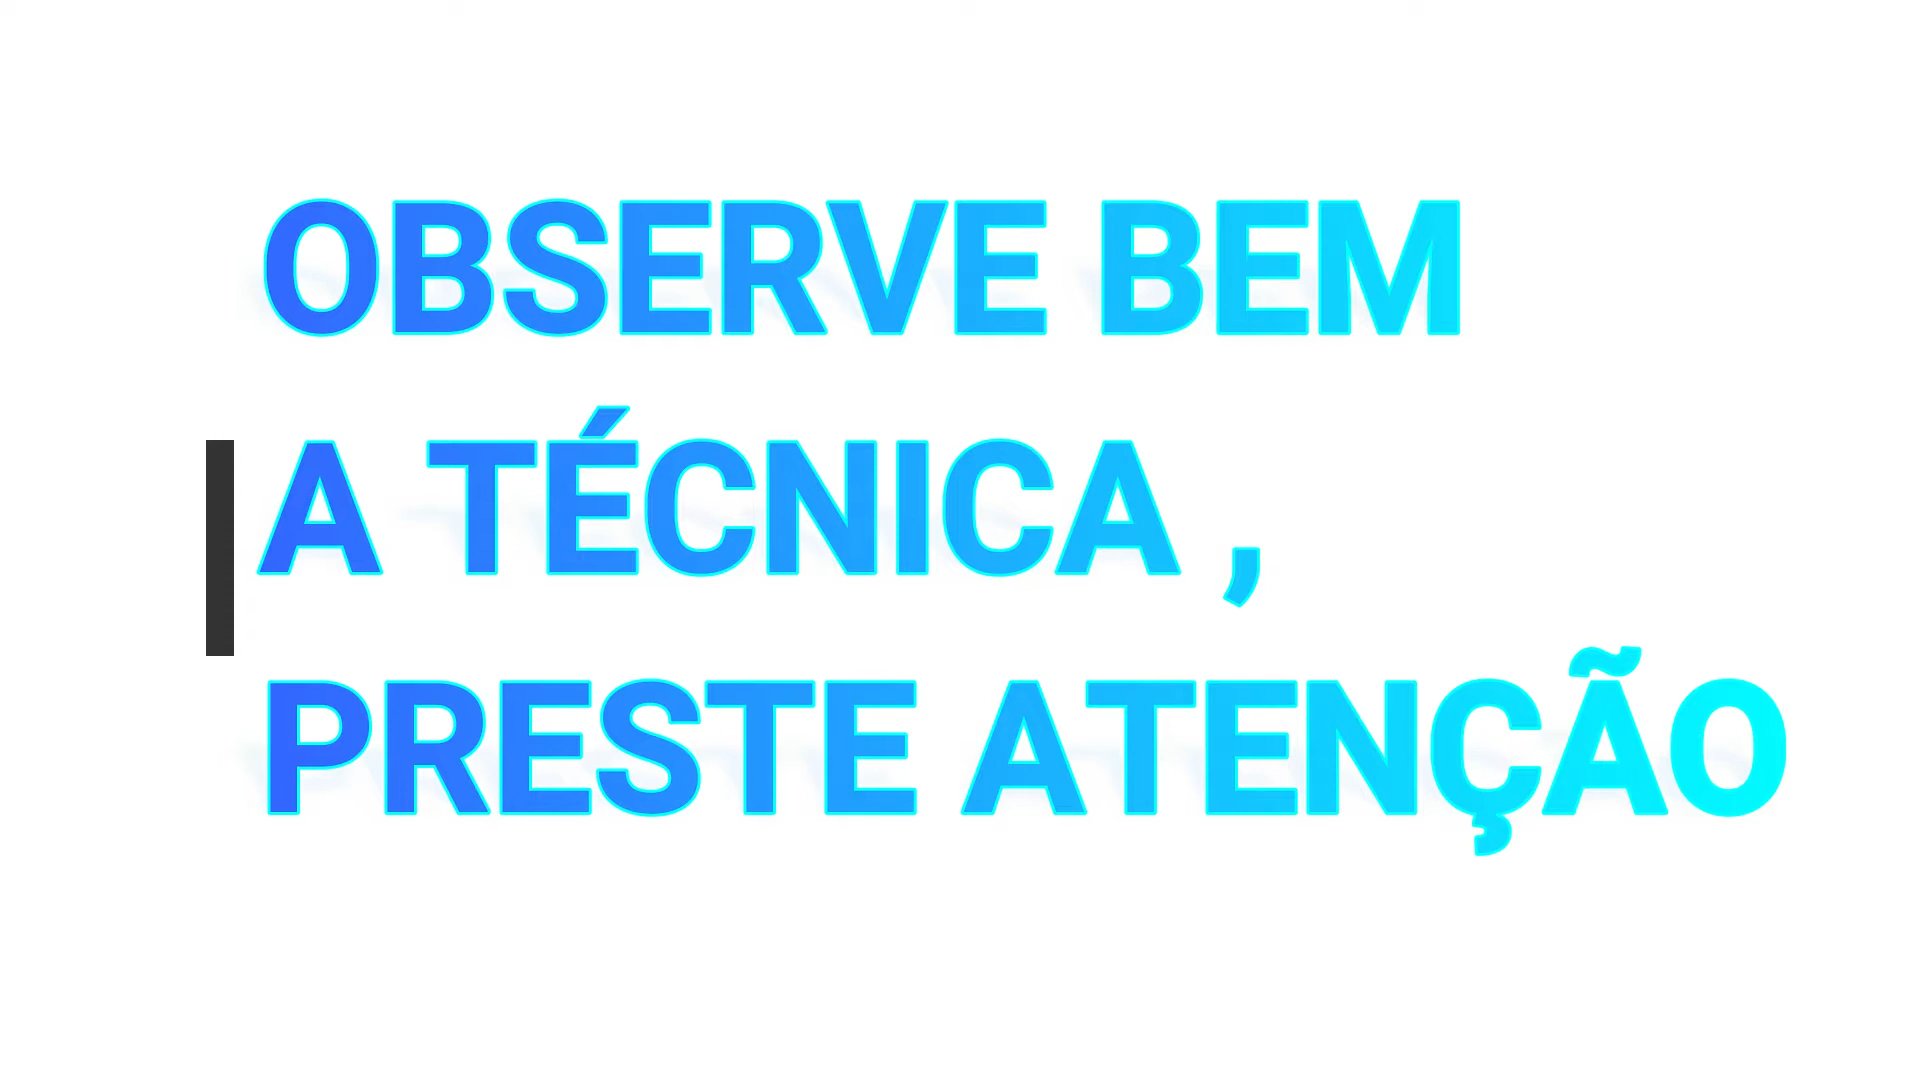 OBSERVE BEM
A TÉCNICA ,
PRESTE ATENÇÃO